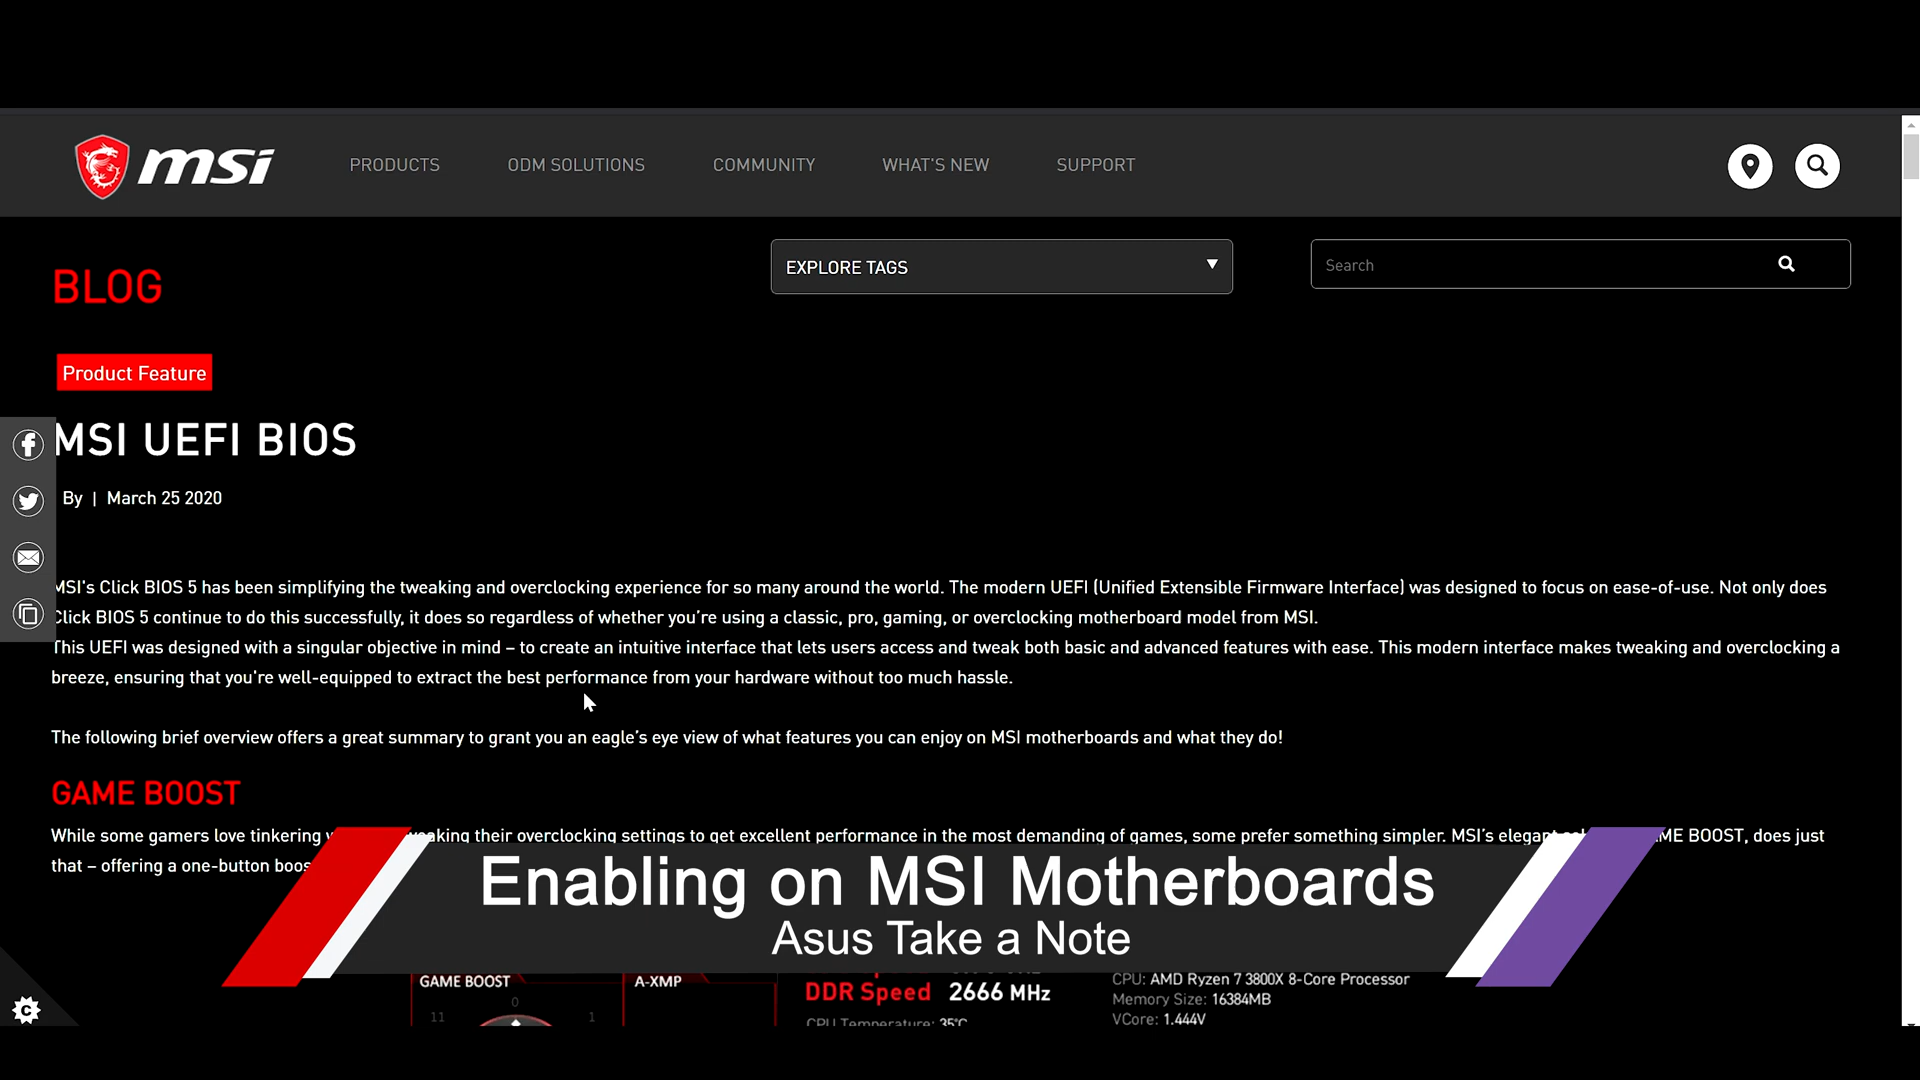 msi
PRODUCTS
ODM SOLUTIONS
COMMUNITY
WHAT'S NEW
SUPPORT
BLOG
EXPLORE TAGS
Search
Product Feature
MSI UEFI BIOS
By | March 25 2020
MSI's Click BIOS 5 has been simplifying the tweaking and overclocking experience for so many around the world. The modern UEFI (Unified Extensible Firmware Interface) was designed to focus on ease-of-use. Not only does
Click BIOS 5 continue to do this successfully, it does so regardless of whether you’re using a classic, pro, gaming, or overclocking motherboard model from MSI.
This UEFI was designed with a singular objective in mind – to create an intuitive interface that lets users access and tweak both basic and advanced features with ease. This modern interface makes tweaking and overclocking a
breeze, ensuring that you're well-equipped to extract the best performance from your hardware without too much hassle.
The following brief overview offers a great summary to grant you an eagle’s eye view of what features you can enjoy on MSI motherboards and what they do!
GAME BOOST
While some gamers love tinkering their overclocking settings to get excellent performance in the most demanding of games, some prefer something simpler. MSI’s BOOST, does just
that – offering a one-button
Enabling on MSI Motherboards
Asus Take a Note
GAME BOOST
0
11
1
A-XMP
DDR Speed 2666 MHz
CPU Temperature: 35°C
CPU: AMD Ryzen 7 3800X 8-Core Processor
Memory Size: 16384MB
VCore: 1.444V